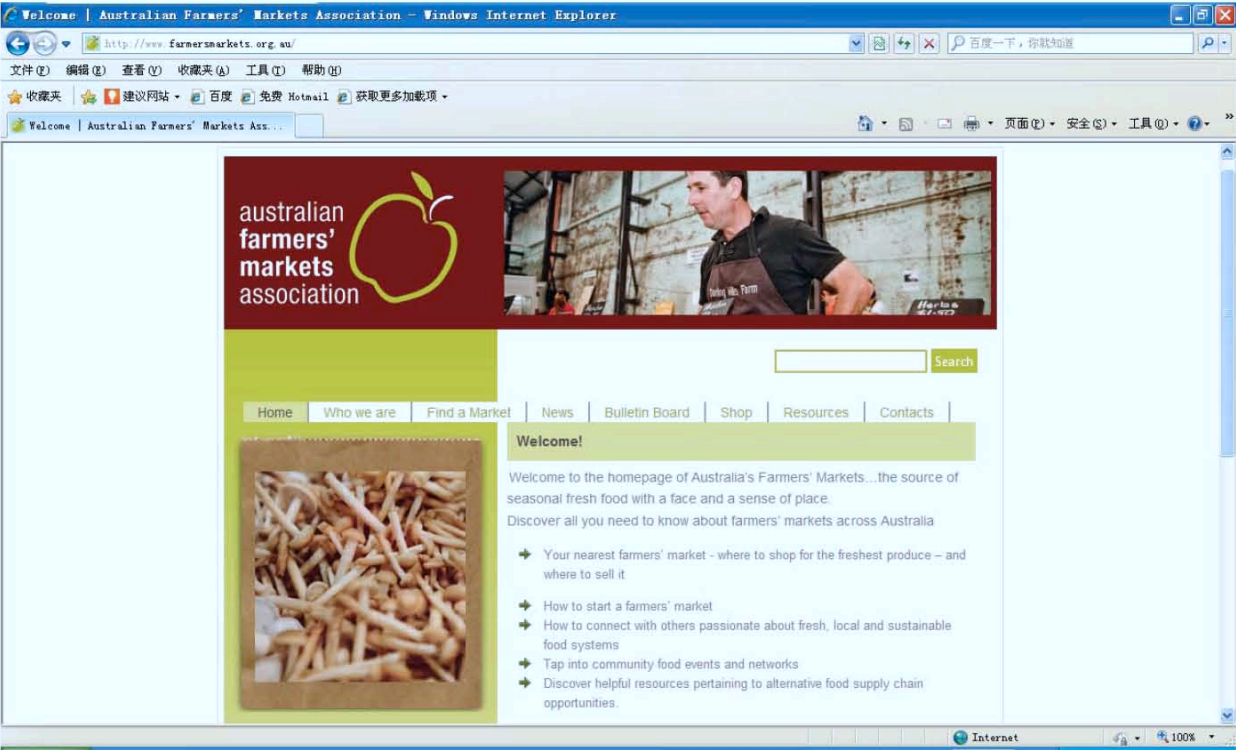 Welcome | Australian Farmers' Markets Association - Windows Internet Explorer
http://www.farmersmarkets.org.au/
百度一下，你就知道
文件(F) 编辑(E) 查看(V) 收藏夹(A) 工具(T) 帮助(H)
收藏夹 建议网站 百度 免费 Hotmail 获取更多加载项
Welcome | Australian Farmers' Markets Ass...
页面(P) 安全(S) 工具(O)
australian
farmers'
markets
association
Darling Mills Farm
Herbs
$1.50
Search
Home Who we are Find a Market News Bulletin Board Shop Resources Contacts
Welcome!
Welcome to the homepage of Australia's Farmers' Markets...the source of
seasonal fresh food with a face and a sense of place.
Discover all you need to know about farmers' markets across Australia
Your nearest farmers' market - where to shop for the freshest produce – and
where to sell it
How to start a farmers' market
How to connect with others passionate about fresh, local and sustainable
food systems
Tap into community food events and networks
Discover helpful resources pertaining to alternative food supply chain
opportunities.
Internet 100%